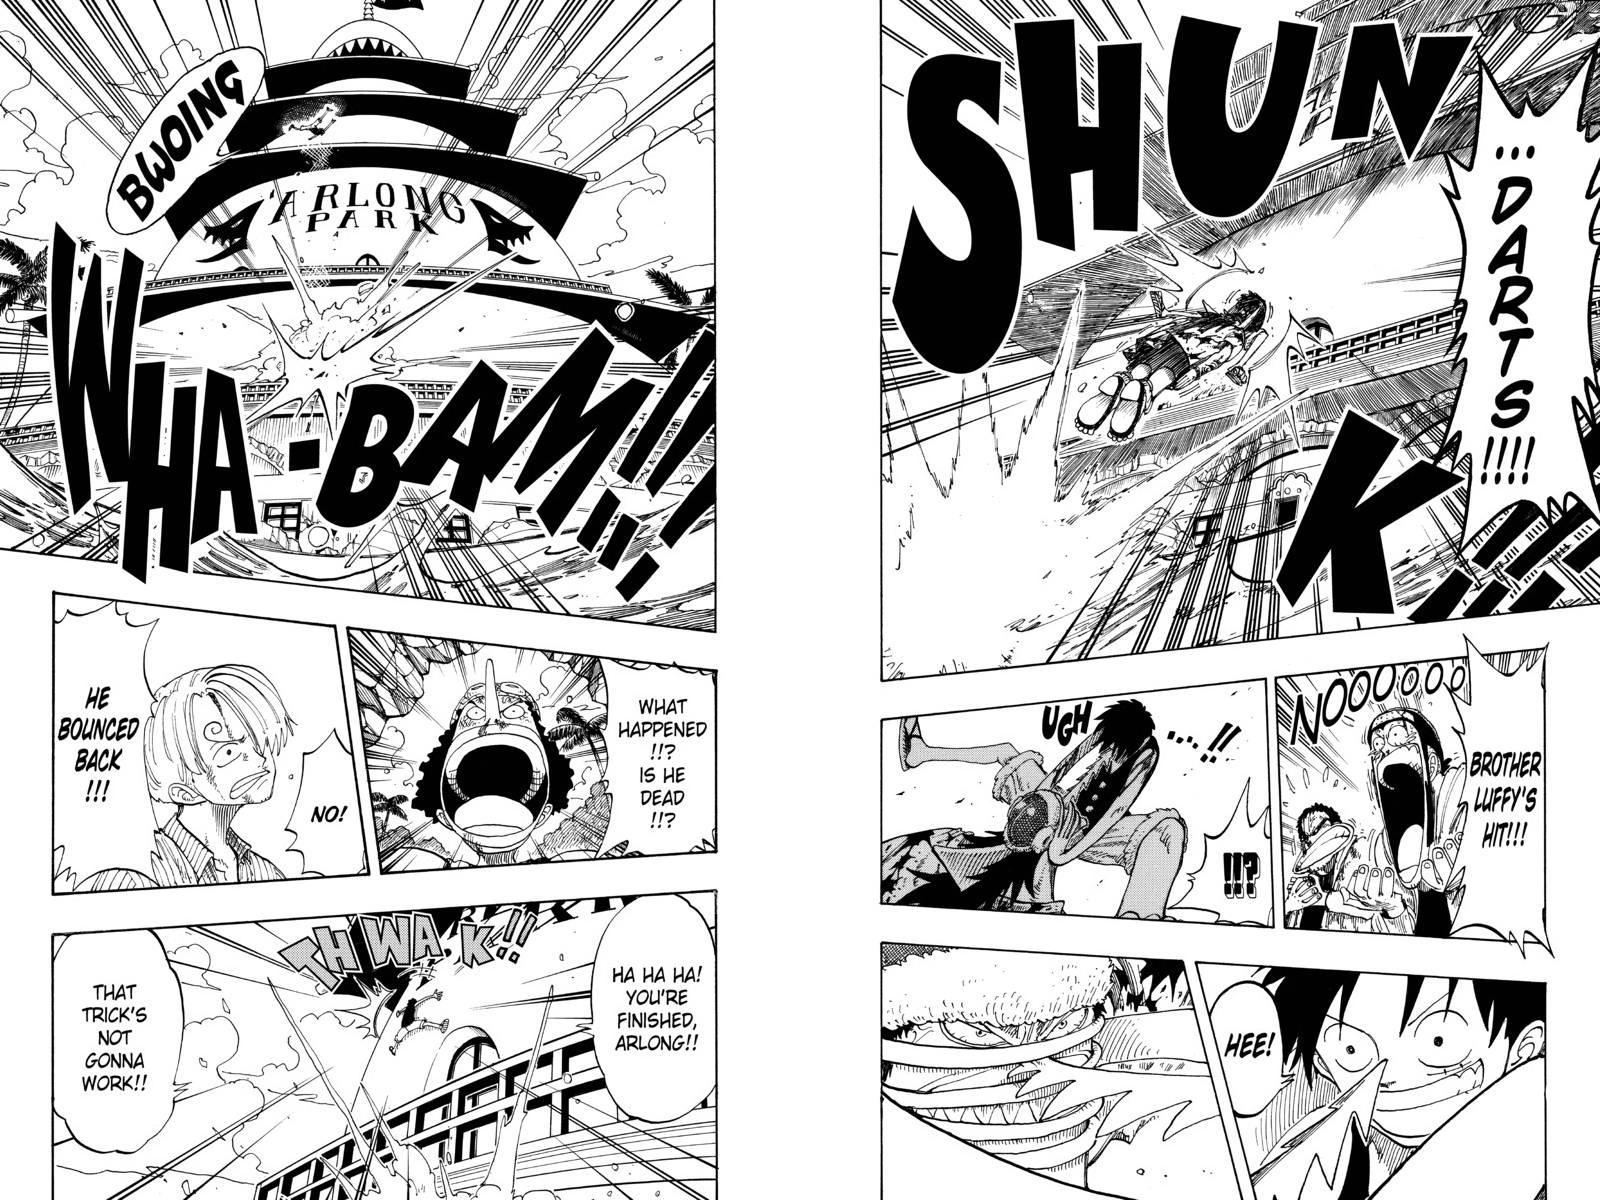 SHUNK!!!!
...DARTS!!!!
NOOOOOOO
BROTHER
LUFFY'S
HIT!!!
UGH
...!!
!!!?
HEE!
BWOING
ARLONG
PARK
WHA-BAM!!!!
WHAT
HAPPENED
!!?
IS HE
DEAD
!!?
NO!
HE
BOUNCED
BACK
!!!
THWAK!!
HA HA HA!
YOU'RE
FINISHED,
ARLONG!!
THAT
TRICK'S
NOT
GONNA
WORK!!